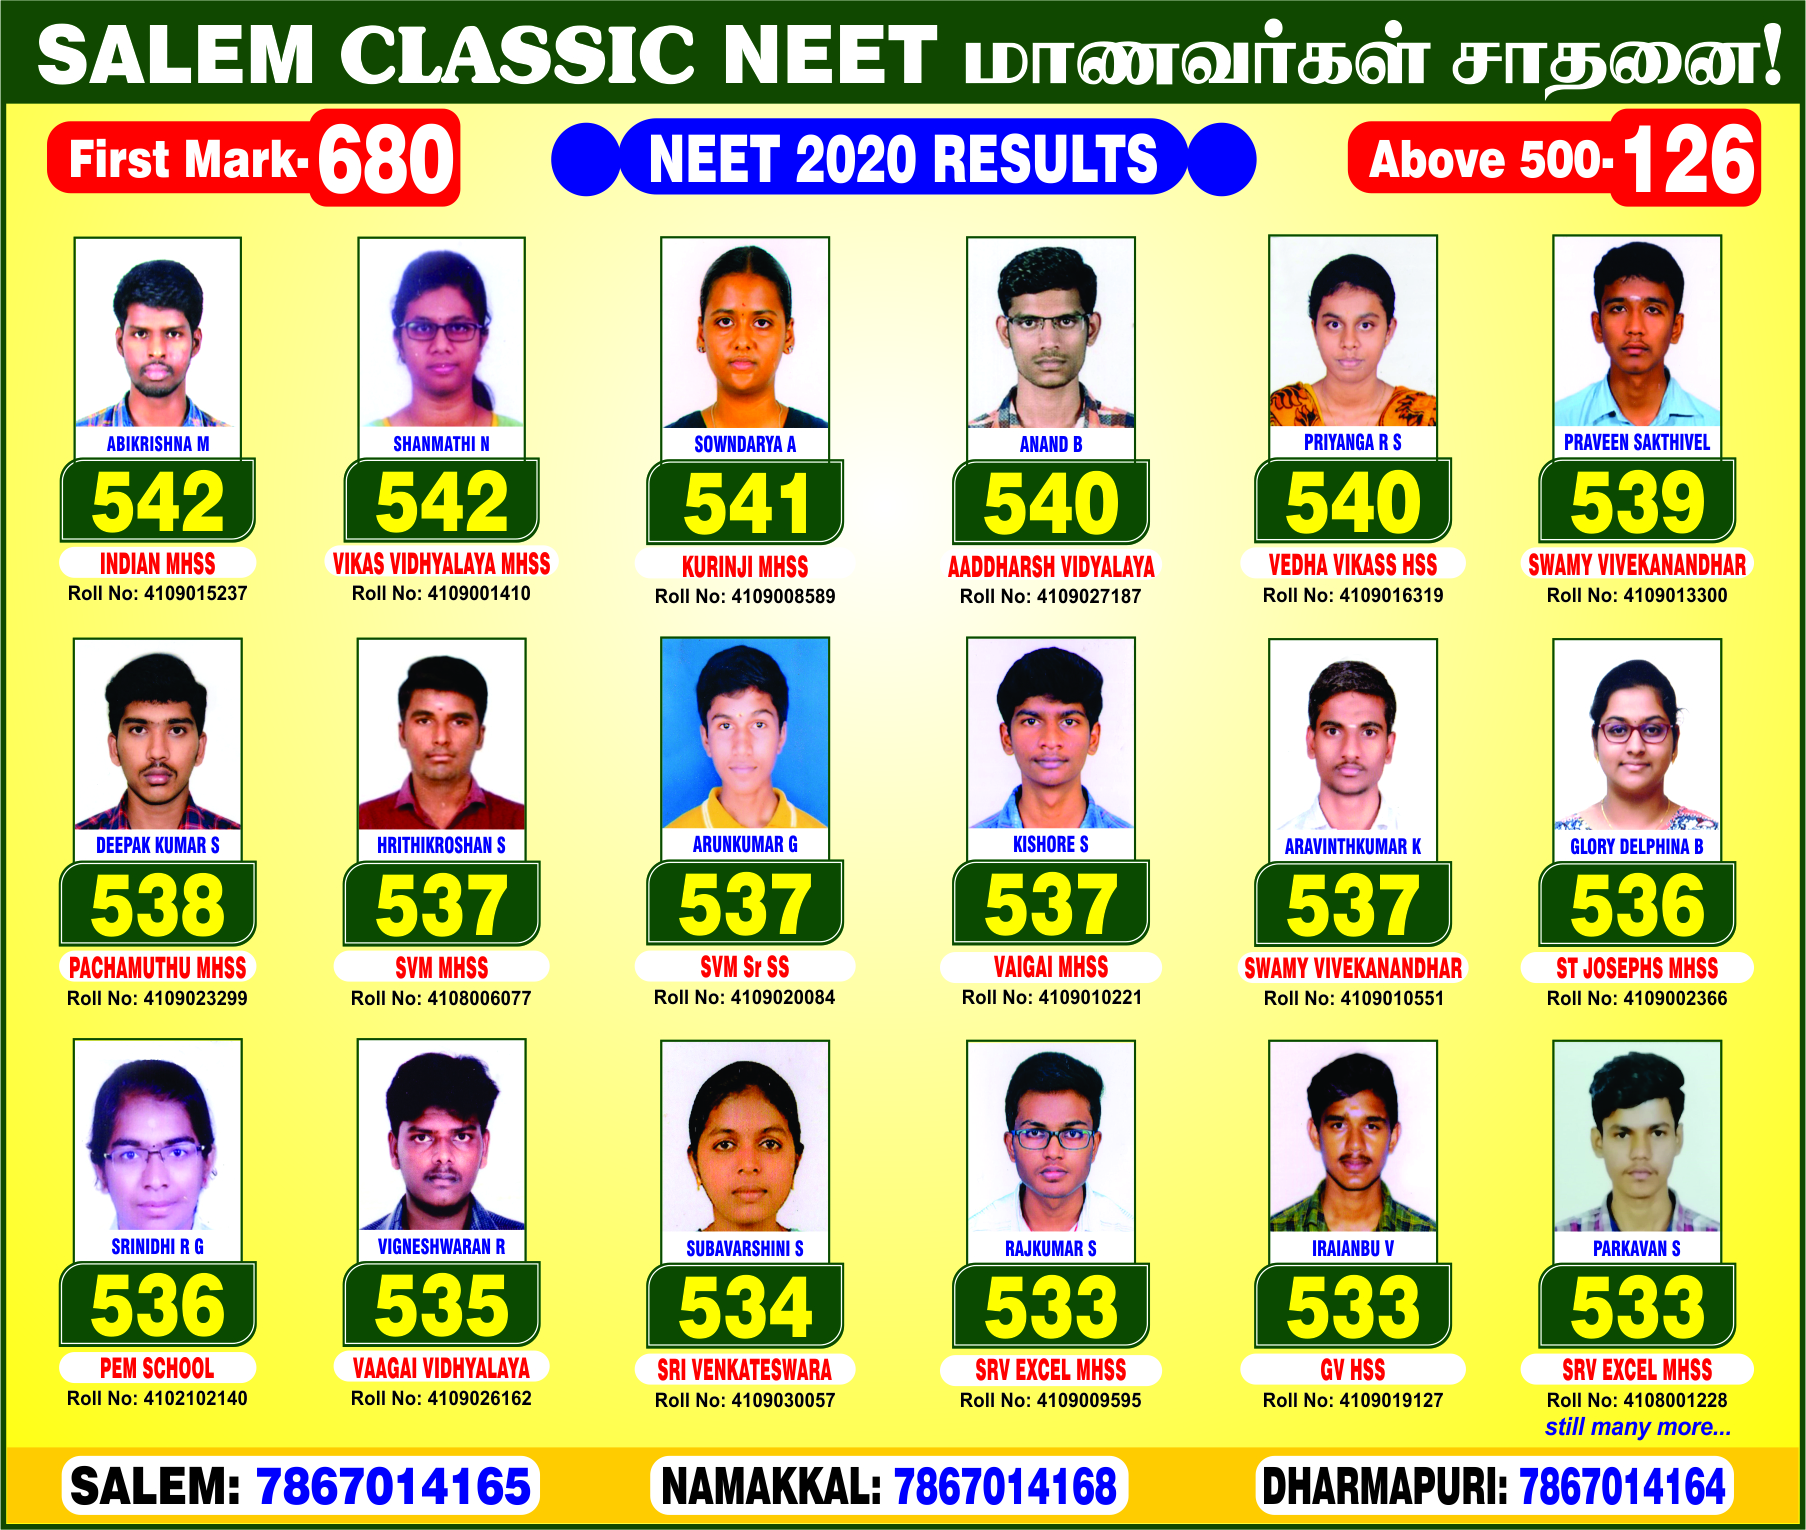 SALEM CLASSIC NEET மாணவர்கள் சாதனை!
First Mark-680
NEET 2020 RESULTS
Above 500-126
ABIKRISHNA M
542
INDIAN MHSS
Roll No: 4109015237
SHANMATHI N
542
VIKAS VIDHYALAYA MHSS
Roll No: 4109001410
SOWNDARYA A
541
KURINJI MHSS
Roll No: 4109008589
ANAND B
540
AADDHARSH VIDYALAYA
Roll No: 4109027187
PRIYANGA R S
540
VEDHA VIKASS HSS
Roll No: 4109016319
PRAVEEN SAKTHIVEL
539
SWAMY VIVEKANANDHAR
Roll No: 4109013300
DEEPAK KUMAR S
538
PACHAMUTHU MHSS
Roll No: 4109023299
HRITHIKROSHAN S
537
SVM MHSS
Roll No: 4108006077
ARUNKUMAR G
537
SVM Sr SS
Roll No: 4109020084
KISHORE S
537
VAIGAI MHSS
Roll No: 4109010221
ARAVINTHKUMAR K
537
SWAMY VIVEKANANDHAR
Roll No: 4109010551
GLORY DELPHINA B
536
ST JOSEPHS MHSS
Roll No: 4109002366
SRINIDHI R G
536
PEM SCHOOL
Roll No: 4102102140
VIGNESHWARAN R
535
VAAGAI VIDHYALAYA
Roll No: 4109026162
SUBAVARSHINI S
534
SRI VENKATESWARA
Roll No: 4109030057
RAJKUMAR S
533
SRV EXCEL MHSS
Roll No: 4109009595
IRAIANBU V
533
GV HSS
Roll No: 4109019127
PARKAVAN S
533
SRV EXCEL MHSS
Roll No: 4108001228
still many more...
SALEM: 7867014165
NAMAKKAL: 7867014168
DHARMAPURI: 7867014164